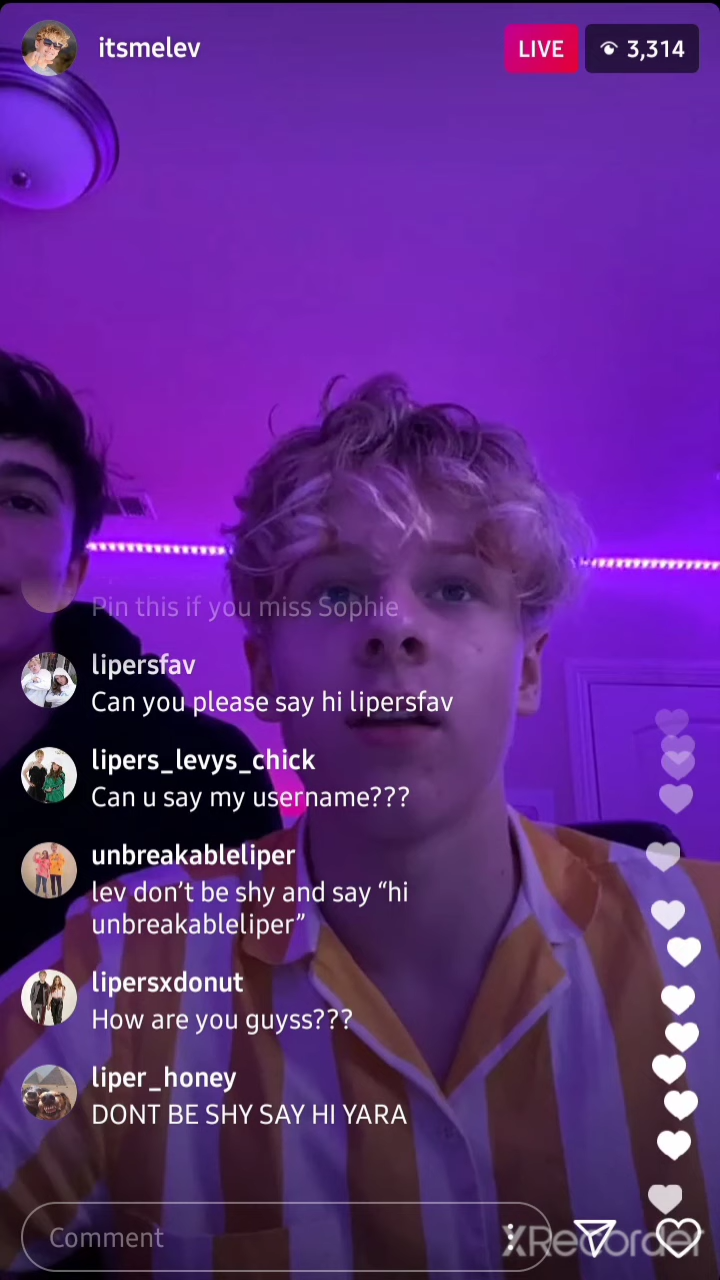 itsmelev
LIVE
3,314
Pin this if you miss Sophie
lipersfav
Can you please say hi lipersfav
lipers_levys_chick
Can u say my username???
unbreakableliper
lev don’t be shy and say “hi
unbreakableliper”
lipersxdonut
How are you guyss???
liper_honey
DONT BE SHY SAY HI YARA
Comment
XRecorder